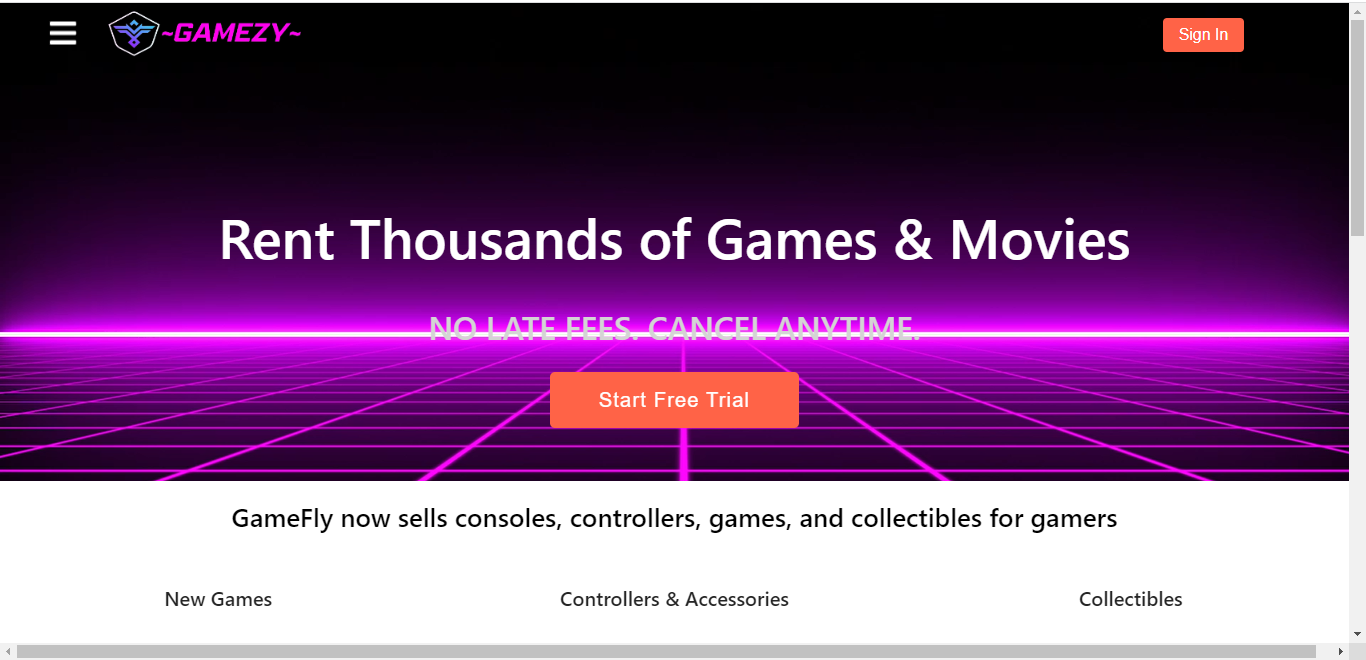 ~GAMEZY~
Sign In
Rent Thousands of Games & Movies
NO LATE FEES. CANCEL ANYTIME.
Start Free Trial
GameFly now sells consoles, controllers, games, and collectibles for gamers
New Games
Controllers & Accessories
Collectibles